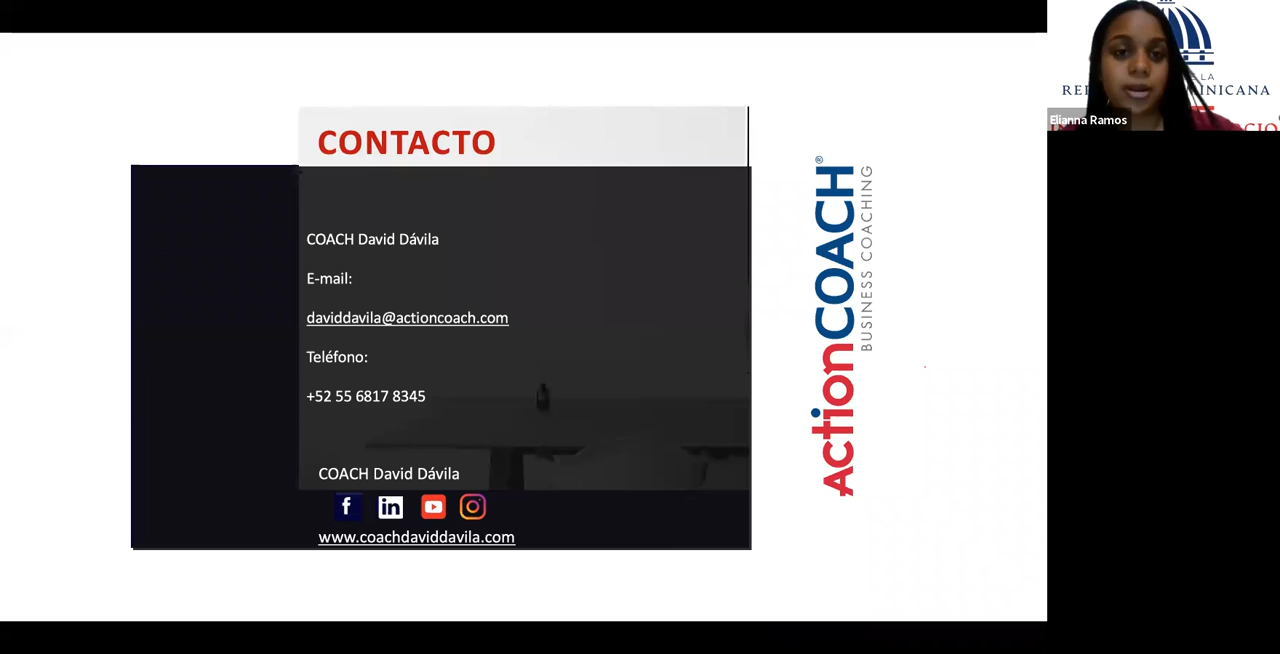 CONTACTO
COACH David Dávila
E-mail:
daviddavila@actioncoach.com
Teléfono:
+52 55 6817 8345
COACH David Dávila
f
in
www.coachdaviddavila.com
ActionCOACH®
BUSINESS COACHING
Elianna Ramos